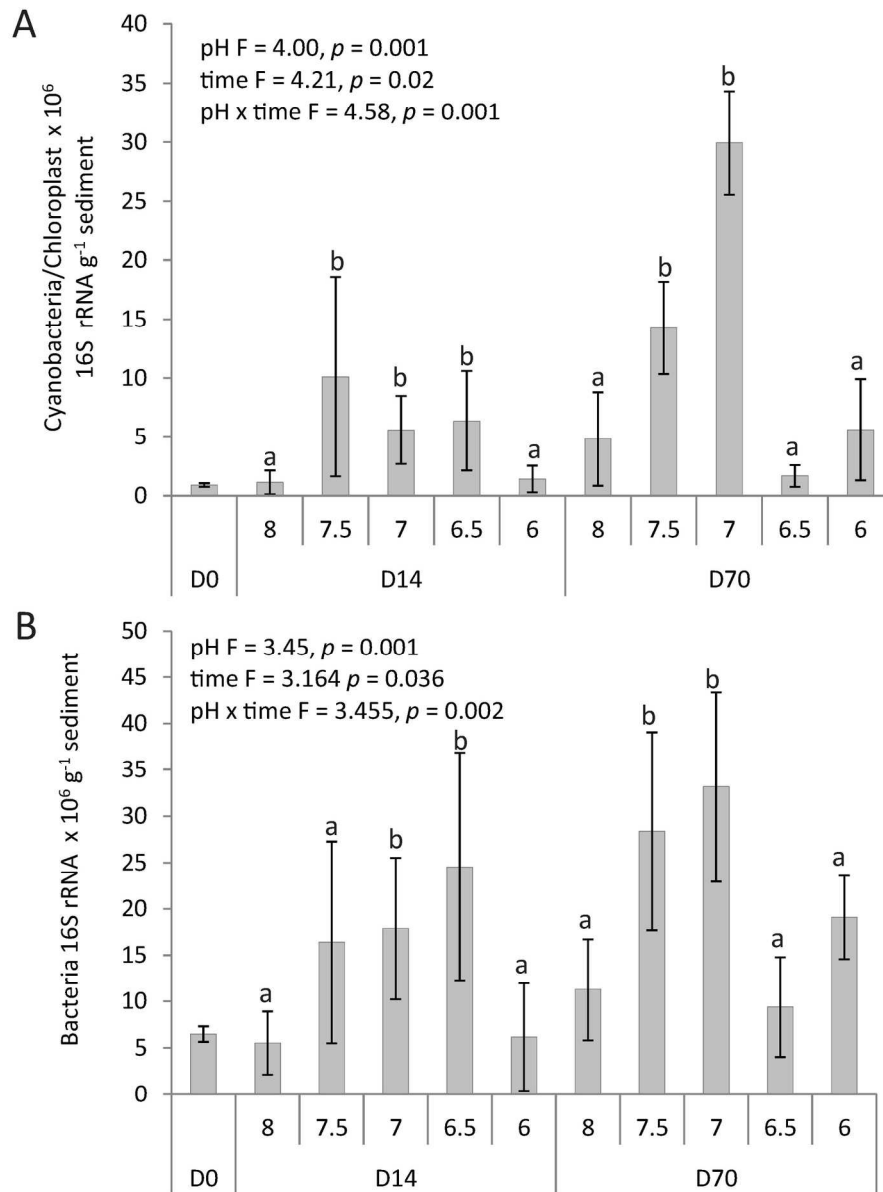 A
40
35
30
25
20
15
10
5
0
Cyanobacteria/Chloroplast x 10⁶
16S rRNA g⁻¹ sediment
pH F = 4.00, p = 0.001
time F = 4.21, p = 0.02
pH x time F = 4.58, p = 0.001
a b b b a a b b a a
8 7.5 7 6.5 6 8 7.5 7 6.5 6
D0 D14 D70
B
50
45
40
35
30
25
20
15
10
5
0
Bacteria 16S rRNA x 10⁶ g⁻¹ sediment
pH F = 3.45, p = 0.001
time F = 3.164 p = 0.036
pH x time F = 3.455, p = 0.002
a a b b a a b b a a
8 7.5 7 6.5 6 8 7.5 7 6.5 6
D0 D14 D70